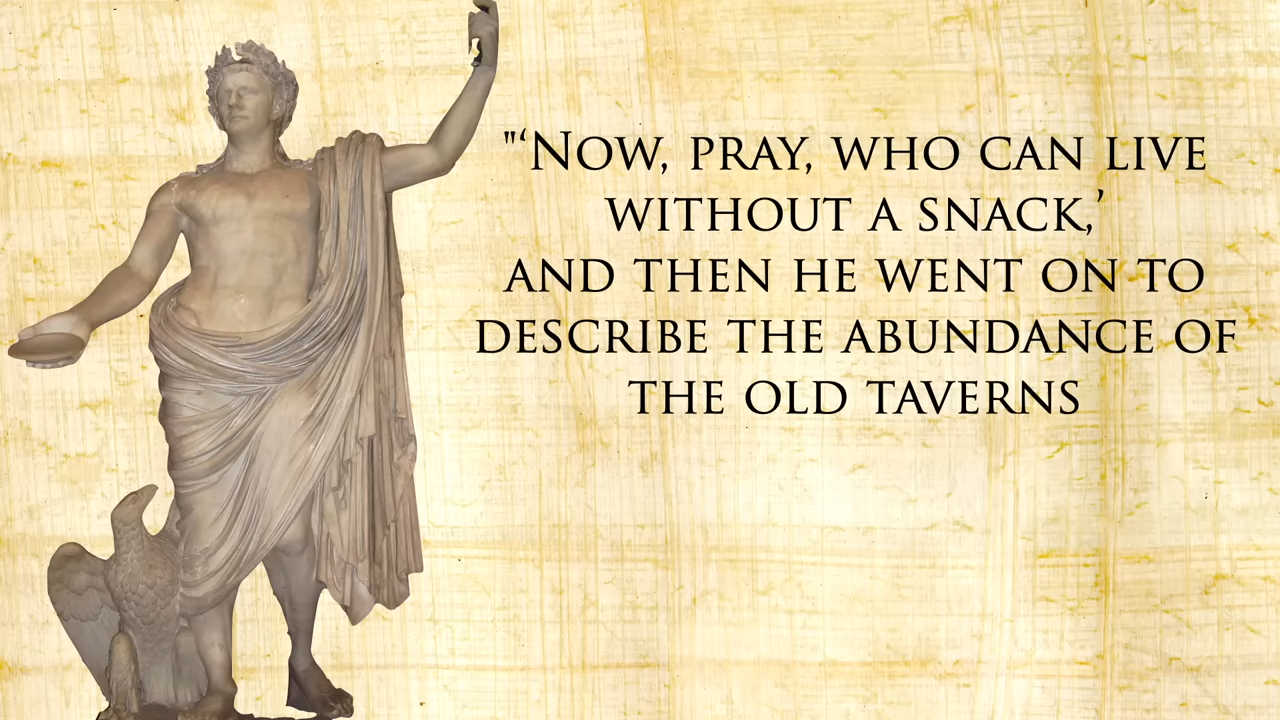 "‘Now, pray, who can live
without a snack,’
and then he went on to
describe the abundance of
the old taverns